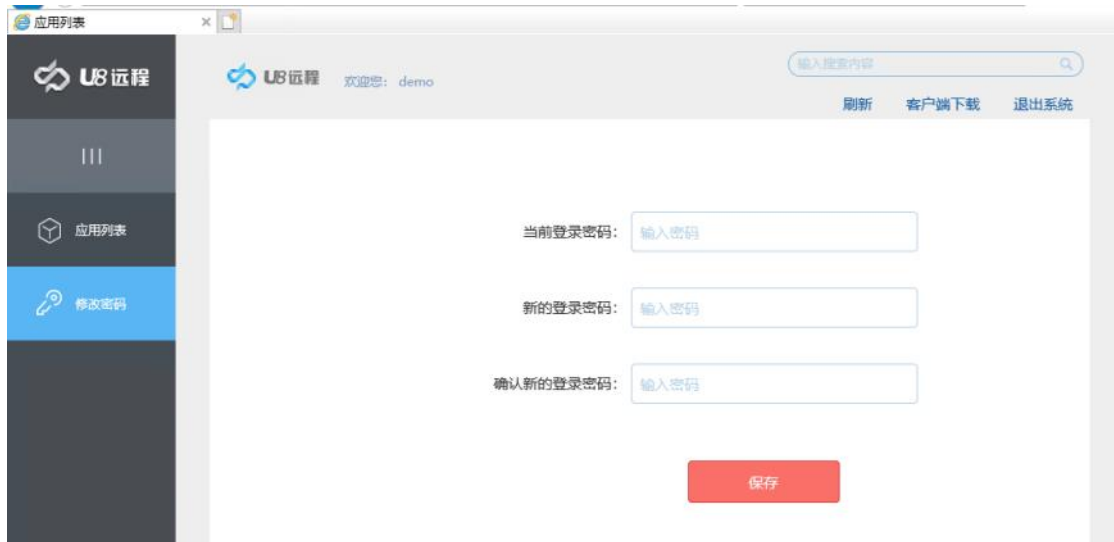 应用列表
U8远程
U8远程 欢迎您: demo
输入搜索内容
刷新 客户端下载 退出系统
应用列表
修改密码
当前登录密码: 输入密码
新的登录密码: 输入密码
确认新的登录密码: 输入密码
保存